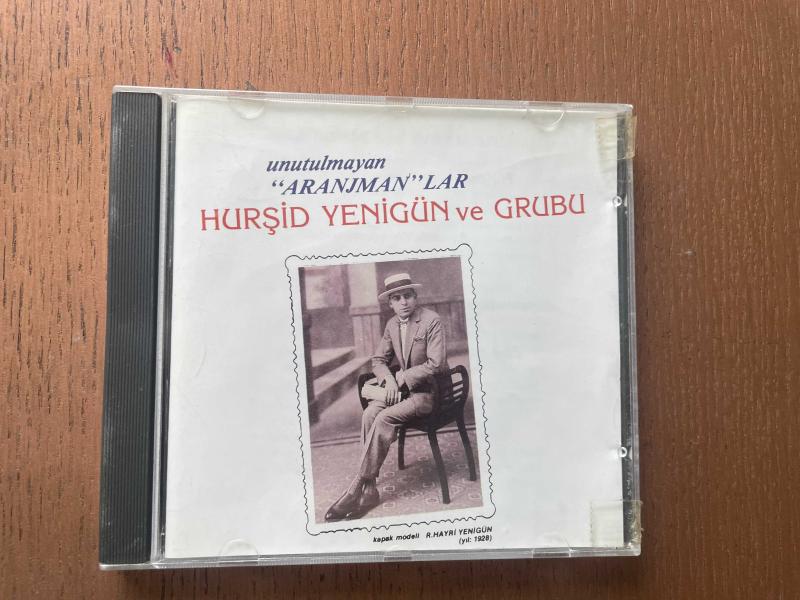 unutulmayan
“ARANJMAN”LAR
HURŞİD YENİGÜN ve GRUBU
kapak modeli R.HAYRİ YENİGÜN
(yıl: 1928)